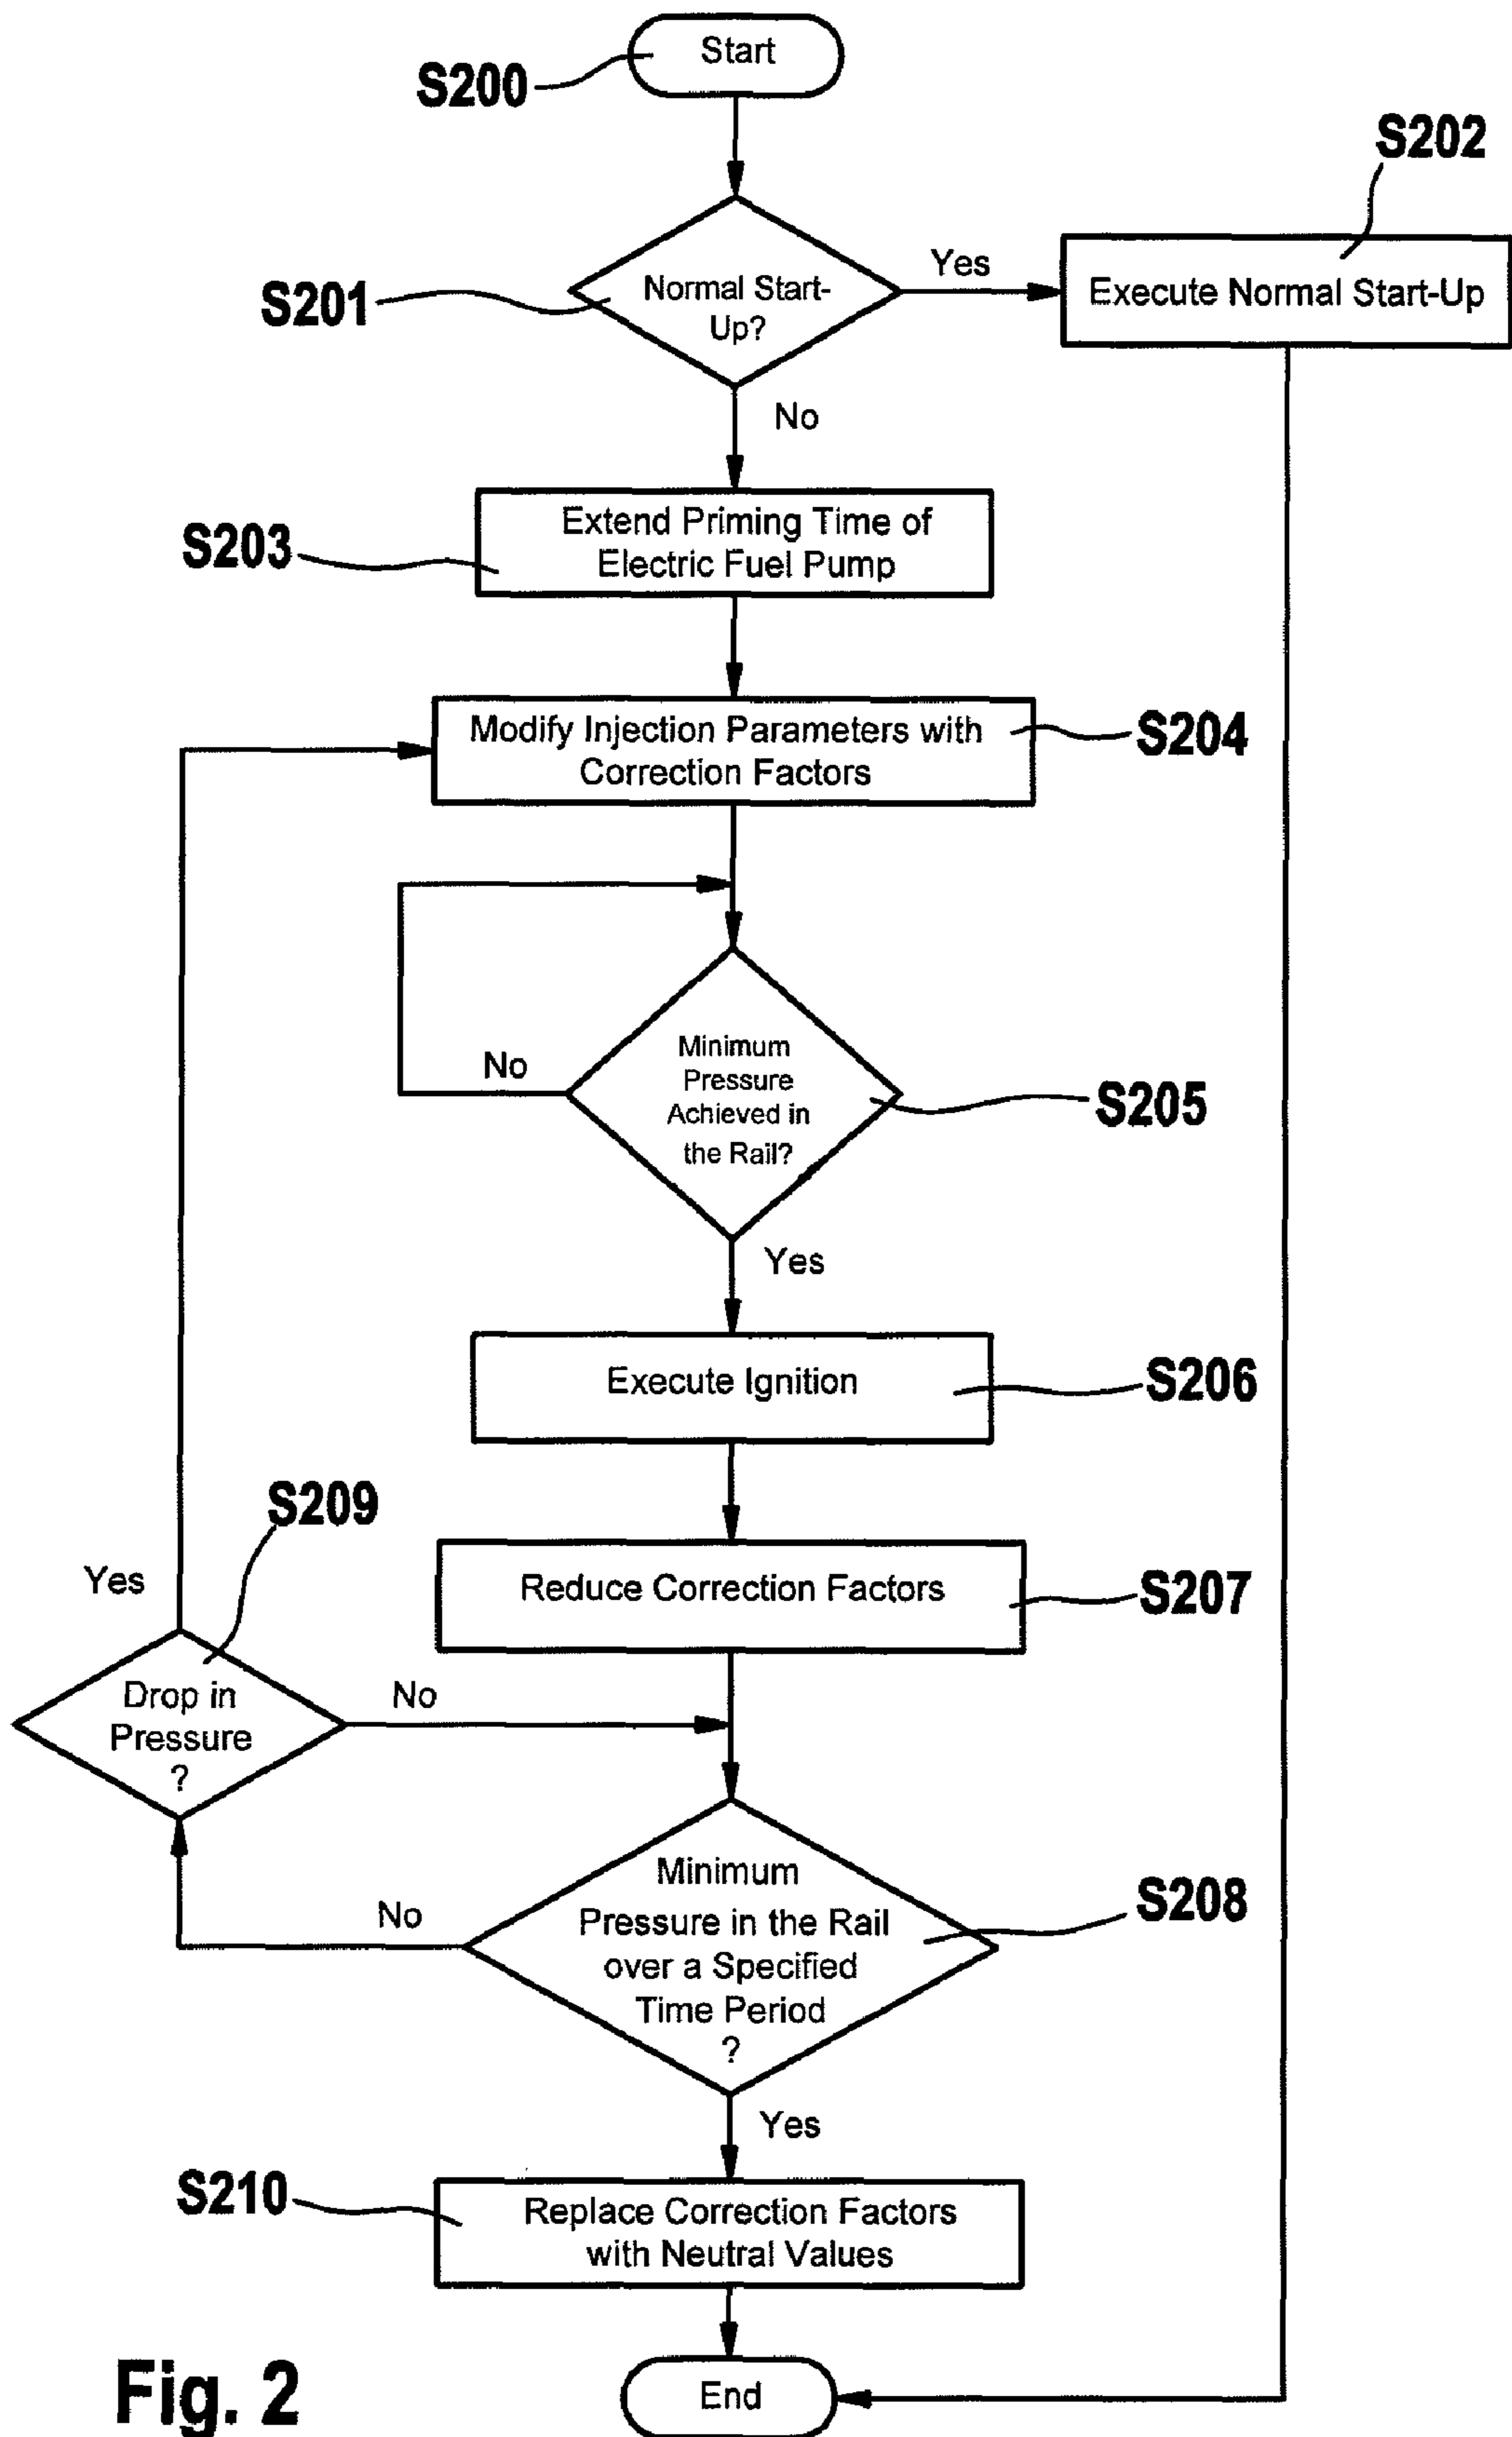 Start
S200
S202
Normal Start-
Up?
S201
Yes
Execute Normal Start-Up
No
Extend Priming Time of
Electric Fuel Pump
S203
Modify Injection Parameters with
Correction Factors
S204
Minimum
Pressure
Achieved in
the Rail?
No
S205
Yes
Execute Ignition
S206
S209
Reduce Correction Factors
S207
Yes
Drop in
Pressure
?
No
Minimum
Pressure in the Rail
over a Specified
Time Period
?
No
S208
Yes
S210
Replace Correction Factors
with Neutral Values
End
Fig. 2